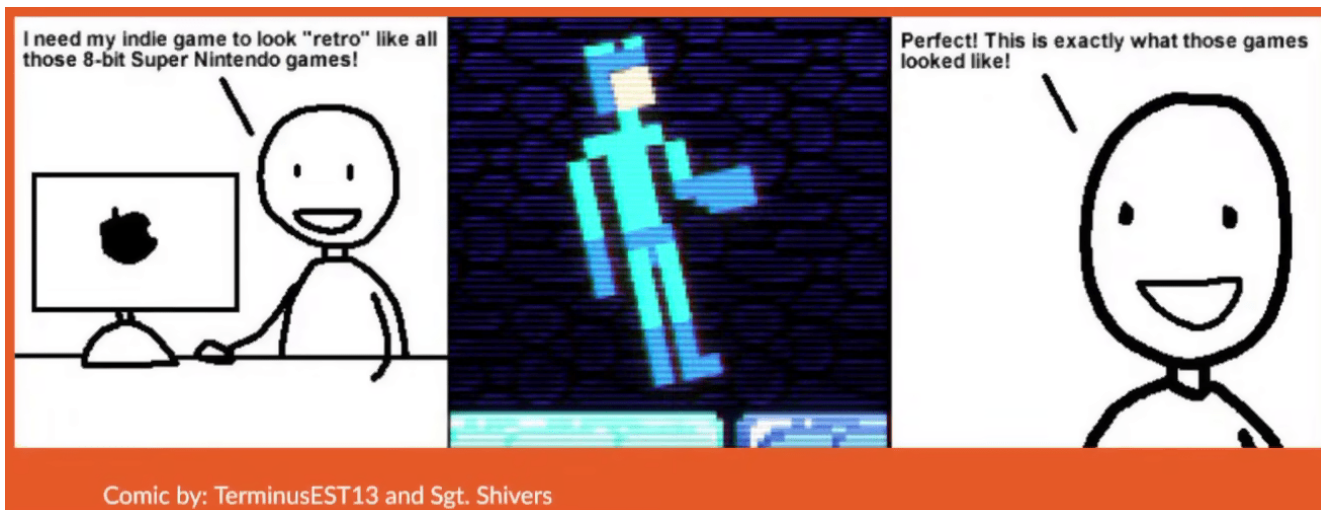 I need my indie game to look "retro" like all
those 8-bit Super Nintendo games!
Perfect! This is exactly what those games
looked like!
Comic by: TerminusEST13 and Sgt. Shivers